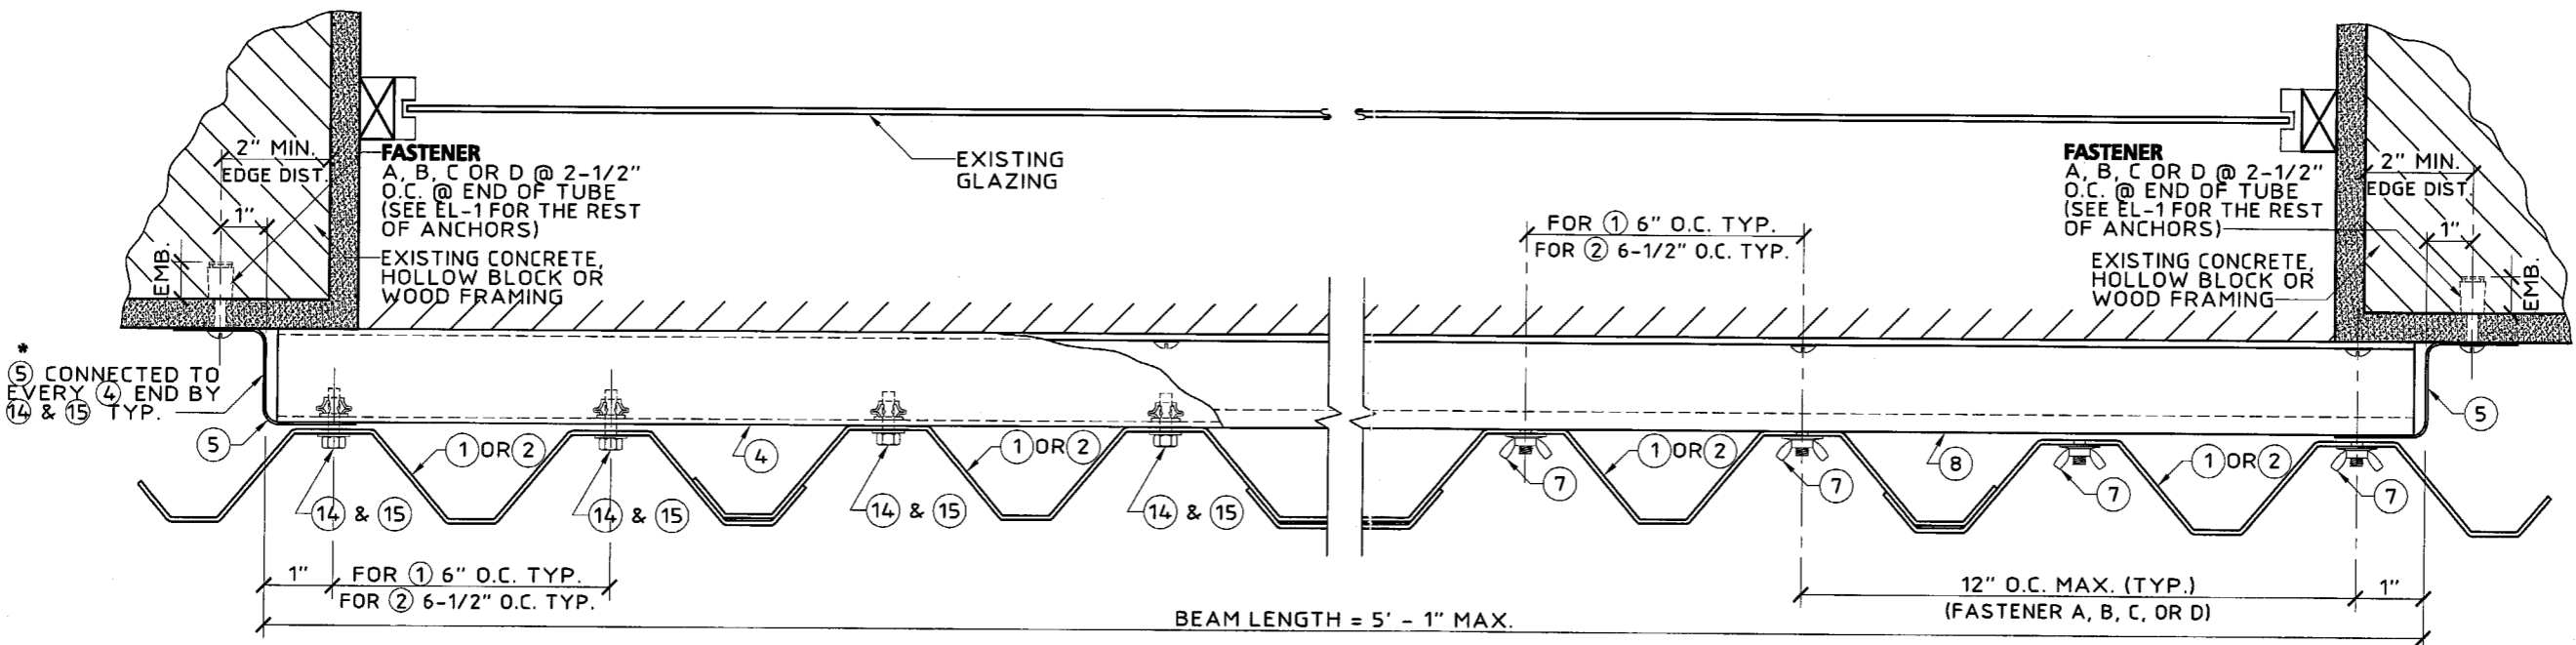 2" MIN.
EDGE DIST.
1"
EMB.
FASTENER
A, B, C OR D @ 2-1/2"
O.C. @ END OF TUBE
(SEE EL-1 FOR THE REST
OF ANCHORS)
EXISTING CONCRETE,
HOLLOW BLOCK OR
WOOD FRAMING
EXISTING
GLAZING
FOR ① 6" O.C. TYP.
FOR ② 6-1/2" O.C. TYP.
FASTENER
A, B, C OR D @ 2-1/2"
O.C. @ END OF TUBE
(SEE EL-1 FOR THE REST
OF ANCHORS)
EXISTING CONCRETE,
HOLLOW BLOCK OR
WOOD FRAMING
2" MIN.
EDGE DIST.
1"
EMB.
*
⑤ CONNECTED TO
EVERY ④ END BY
⑭ & ⑮ TYP.
⑤
① OR ②
④
① OR ②
① OR ②
⑧
① OR ②
⑤
⑭ & ⑮
⑭ & ⑮
⑭ & ⑮
⑭ & ⑮
⑦
⑦
⑦
⑦
1"
FOR ① 6" O.C. TYP.
FOR ② 6-1/2" O.C. TYP.
12" O.C. MAX. (TYP.)
(FASTENER A, B, C, OR D)
1"
BEAM LENGTH = 5' - 1" MAX.